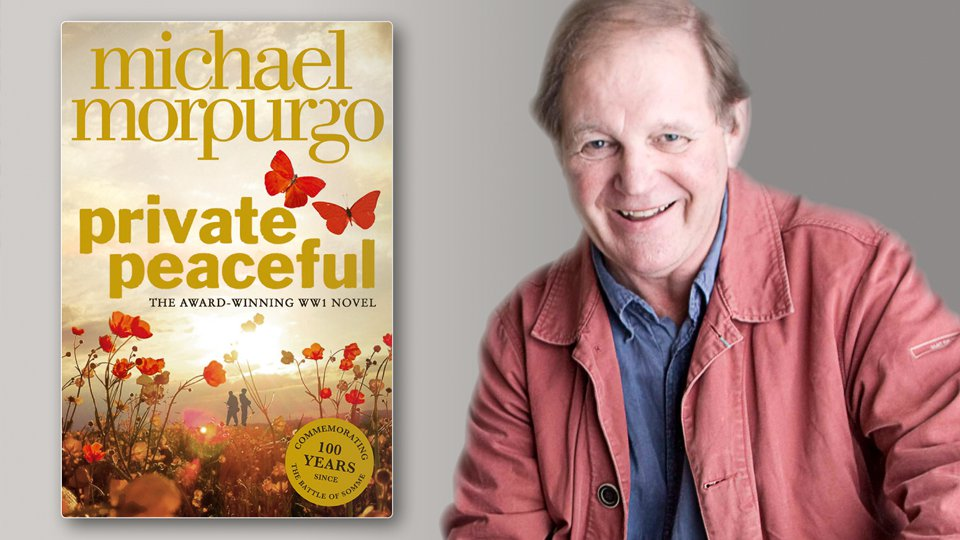 michael
morpurgo
private
peaceful
THE AWARD-WINNING WW1 NOVEL
COMMEMORATING
100
YEARS
SINCE
THE BATTLE OF SOMME